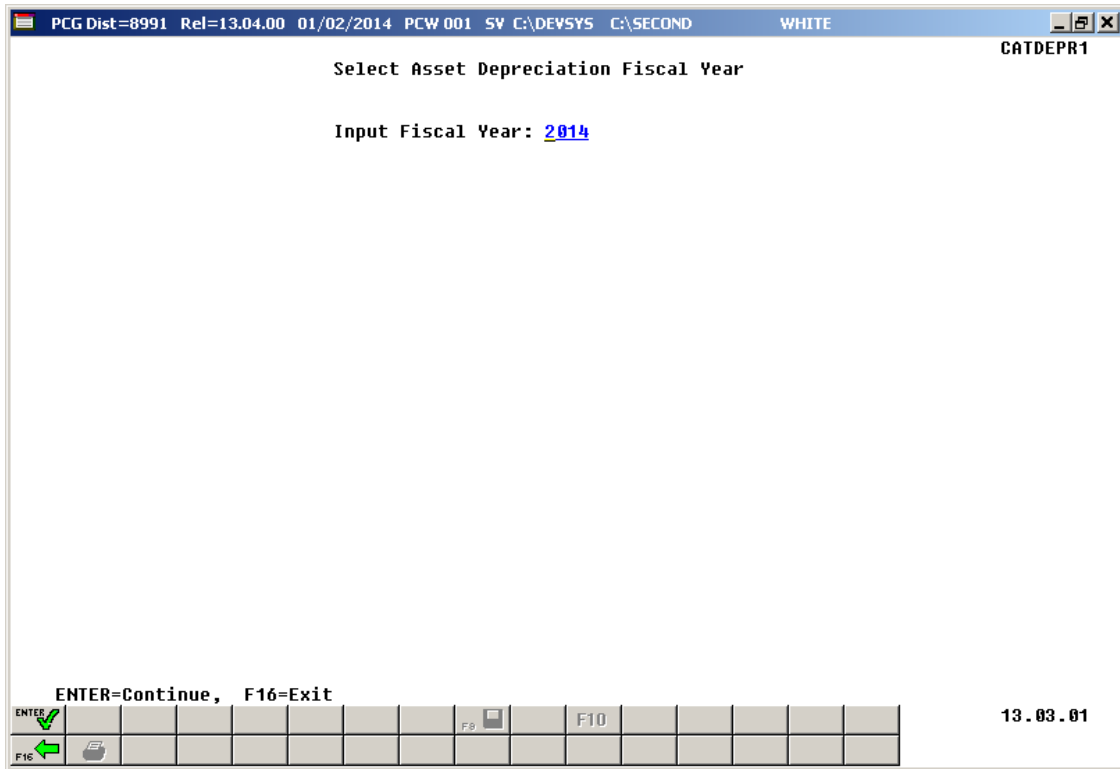 PCG Dist=8991 Rel=13.04.00 01/02/2014 PCW 001 SV C:\DEVSYS C:\SECOND WHITE
CATDEPR1
Select Asset Depreciation Fiscal Year
Input Fiscal Year: 2014
ENTER=Continue, F16=Exit
ENTER F9 F10 13.03.01
F16